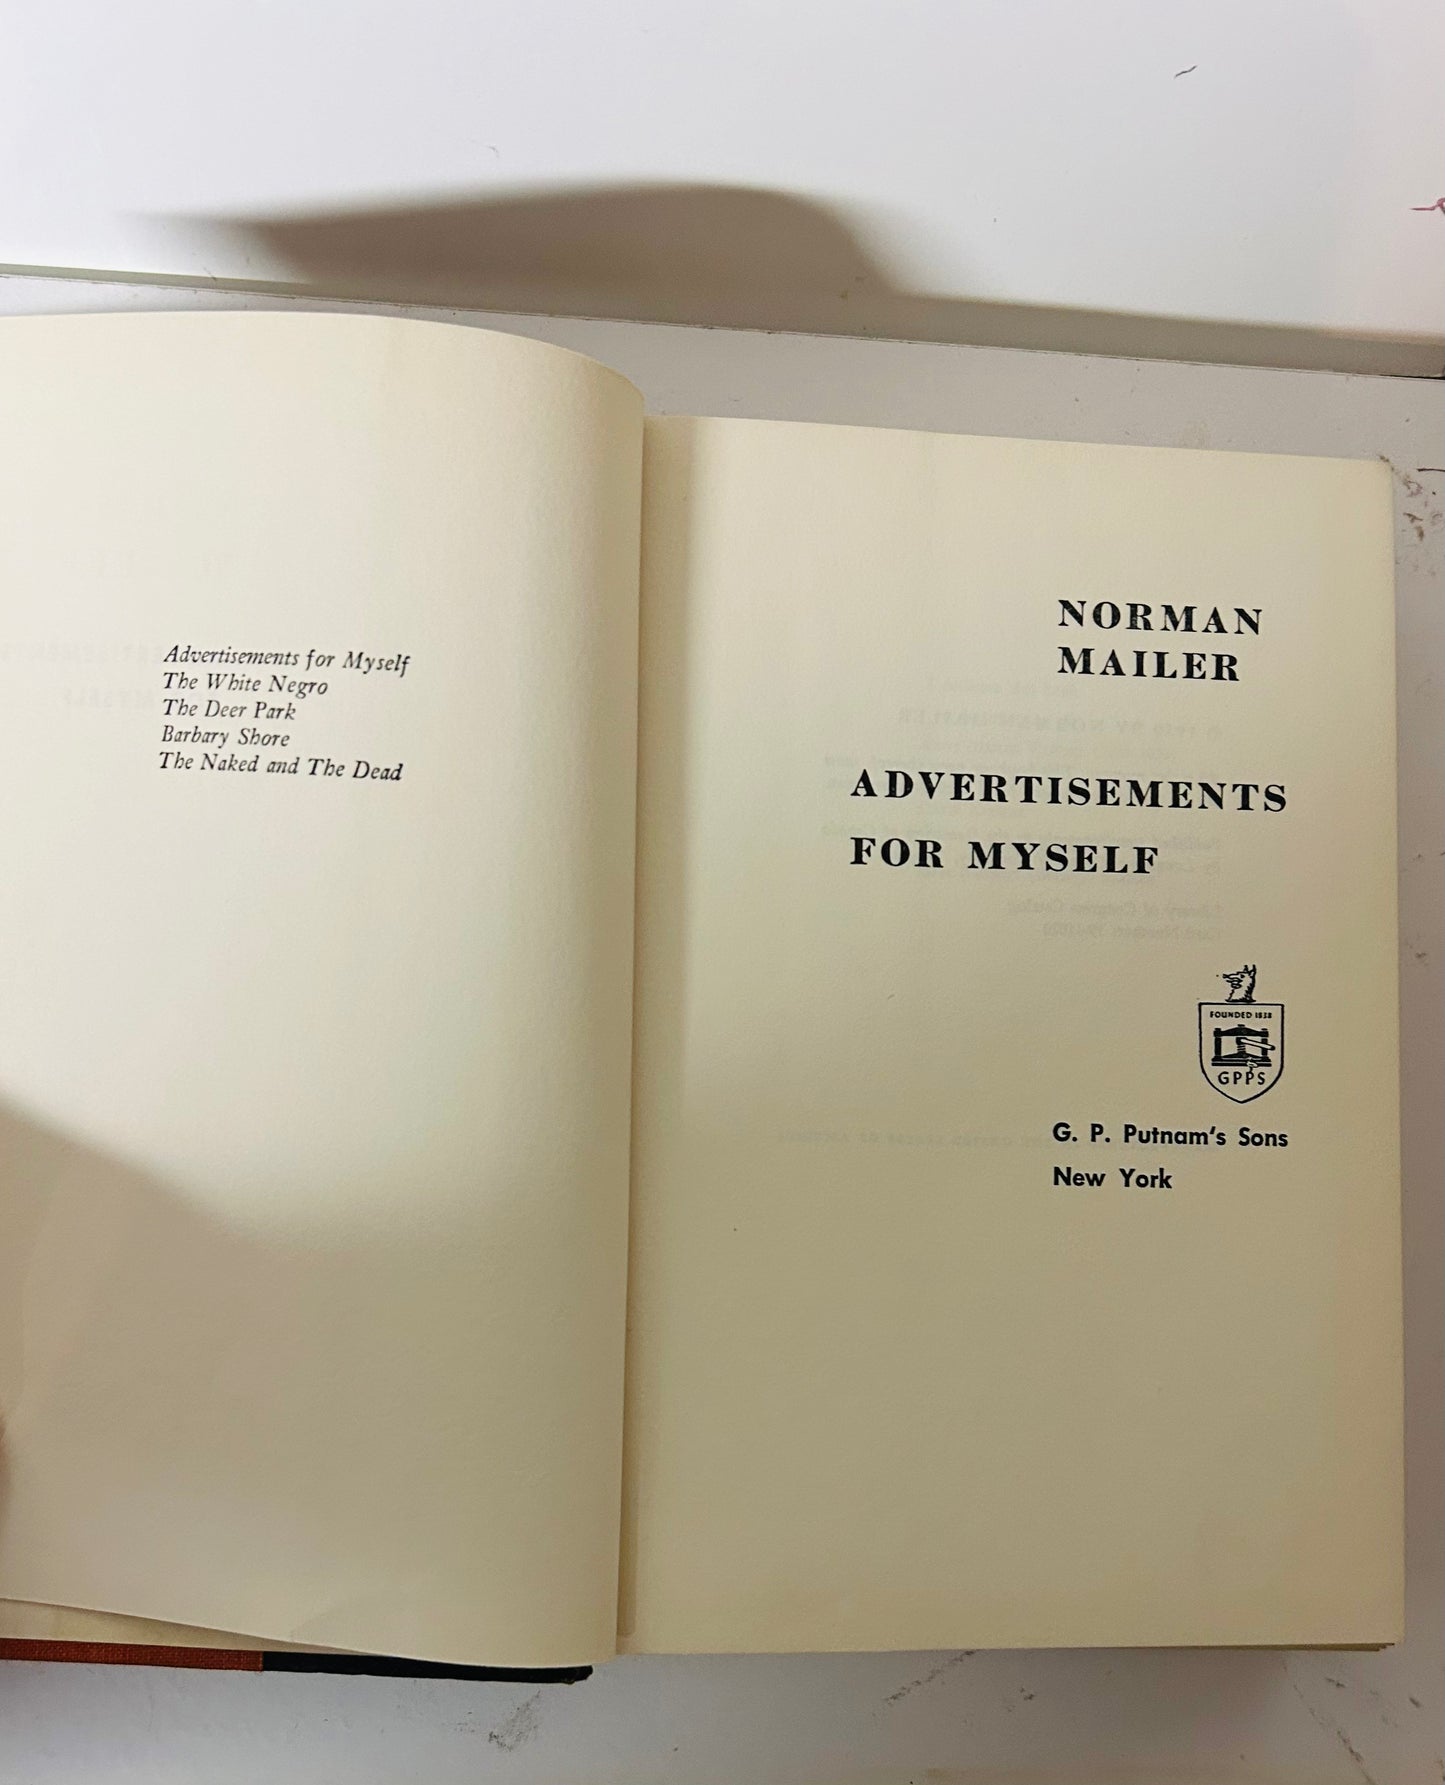 Advertisements for Myself
The White Negro
The Deer Park
Barbary Shore
The Naked and The Dead
NORMAN
MAILER
ADVERTISEMENTS
FOR MYSELF
FOUNDED 1838
GPPS
G. P. Putnam's Sons
New York